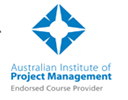 Australian Institute of
Project Management
Endorsed Course Provider